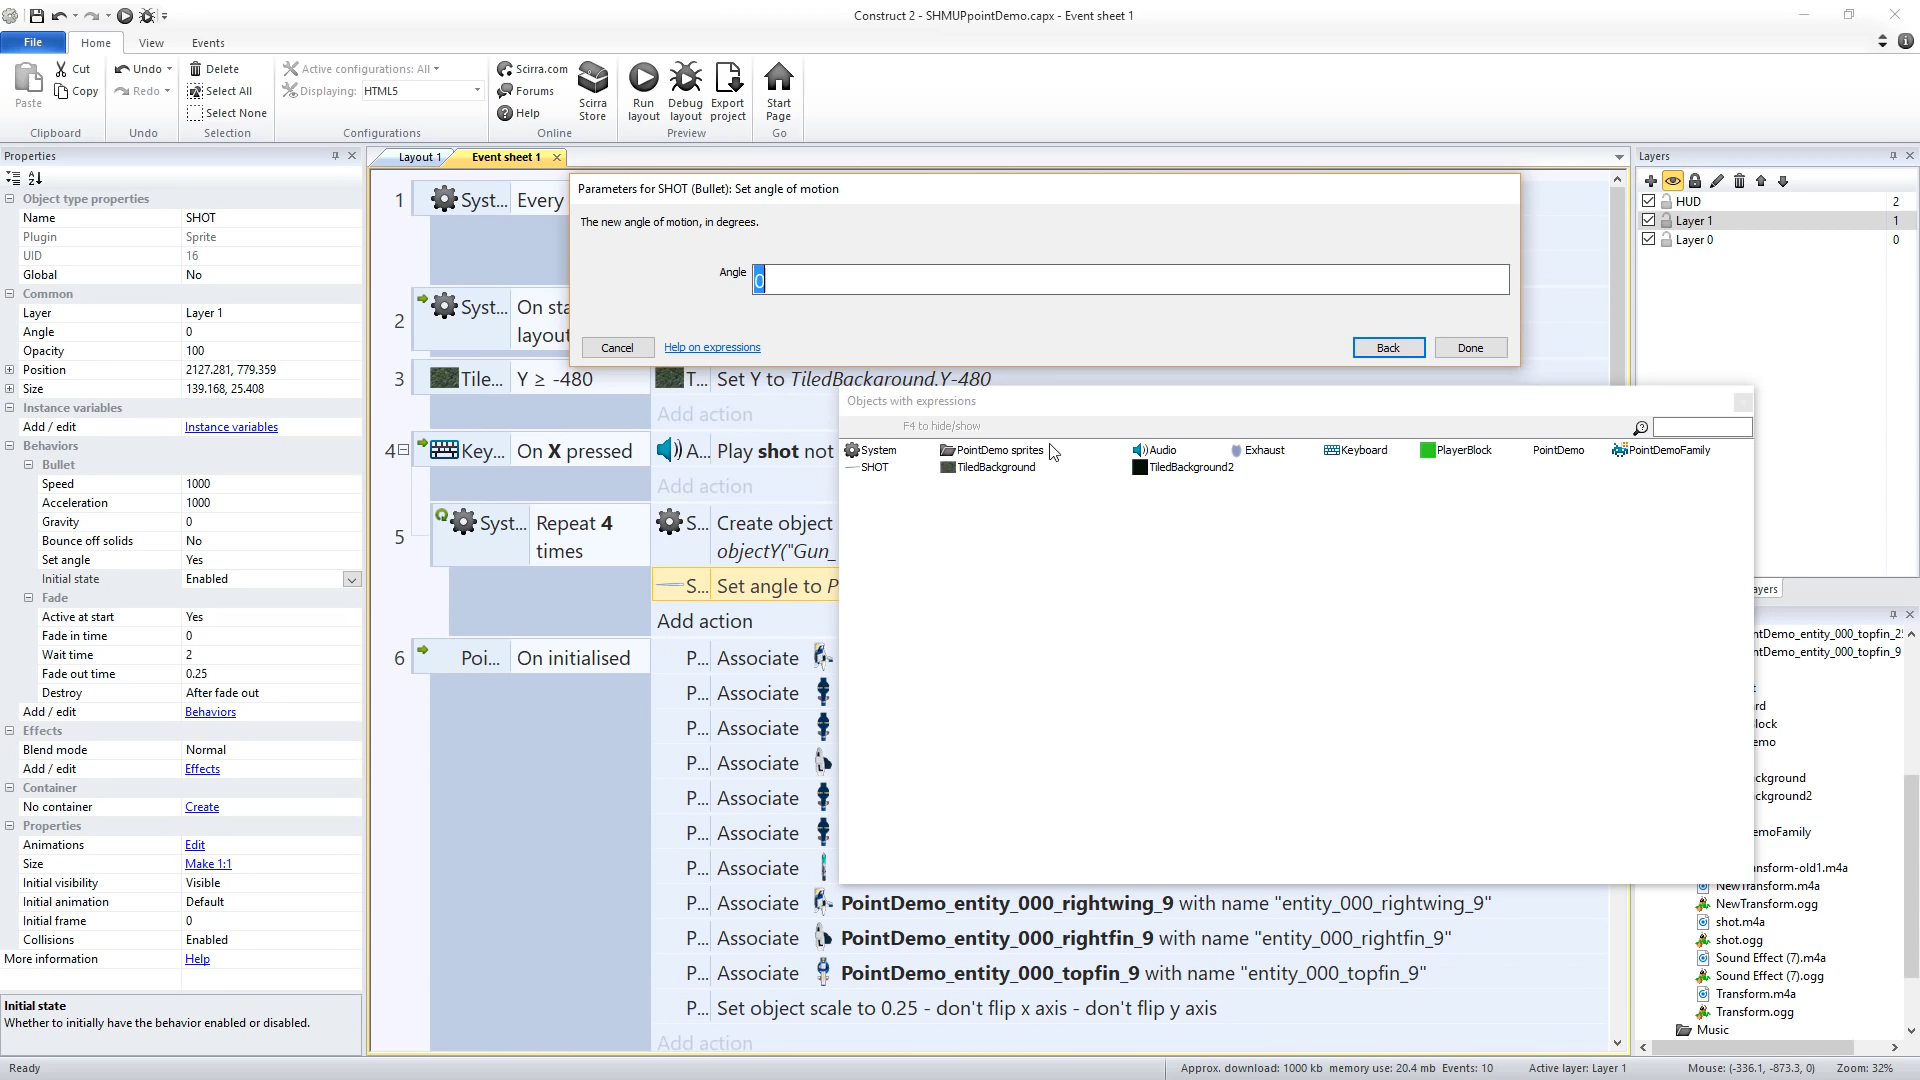 Construct 2 - SHMUPpointDemo.capx - Event sheet 1
File
Home
View
Events
Paste
Cut
Copy
Clipboard
Undo
Redo
Undo
Delete
Select All
Select None
Selection
Active configurations: All
Displaying:
HTML5
Configurations
Scirra.com
Forums
Help
Scirra
Store
Online
Run
layout
Debug
layout
Export
project
Preview
Start
Page
Go
Properties
Object type properties
Name SHOT
Plugin Sprite
UID 16
Global No
Common
Layer Layer 1
Angle 0
Opacity 100
Position 2127.281, 779.359
Size 139.168, 25.408
Instance variables
Add / edit Instance variables
Behaviors
Bullet
Speed 1000
Acceleration 1000
Gravity 0
Bounce off solids No
Set angle Yes
Initial state Enabled
Fade
Active at start Yes
Fade in time 0
Wait time 2
Fade out time 0.25
Destroy After fade out
Add / edit Behaviors
Effects
Blend mode Normal
Add / edit Effects
Container
No container Create
Properties
Animations Edit
Size Make 1:1
Initial visibility Visible
Initial animation Default
Initial frame 0
Collisions Enabled
More information Help
Initial state
Whether to initially have the behavior enabled or disabled.
Layout 1
Event sheet 1
1 Syst... Every
2 Syst... On sta
layout
3 Tile... Y ≥ -480 T... Set Y to TiledBackground.Y-480
Add action
4 Key... On X pressed A... Play shot not
Add action
5 Syst... Repeat 4
times
S... Create object
objectY("Gun_
S... Set angle to P
Add action
6 Poi... On initialised P... Associate
P... Associate
P... Associate
P... Associate
P... Associate
P... Associate
P... Associate
P... Associate PointDemo_entity_000_rightwing_9 with name "entity_000_rightwing_9"
P... Associate PointDemo_entity_000_rightfin_9 with name "entity_000_rightfin_9"
P... Associate PointDemo_entity_000_topfin_9 with name "entity_000_topfin_9"
P... Set object scale to 0.25 - don't flip x axis - don't flip y axis
Add action
Parameters for SHOT (Bullet): Set angle of motion
The new angle of motion, in degrees.
Angle 0
Cancel
Help on expressions
Back
Done
Objects with expressions
F4 to hide/show
System PointDemo sprites Audio Exhaust Keyboard PlayerBlock PointDemo PointDemoFamily
SHOT TiledBackground TiledBackground2
Layers
HUD 2
Layer 1 1
Layer 0 0
ayers
ntDemo_entity_000_topfin_25
ntDemo_entity_000_topfin_9
t
rd
lock
emo
kground
kground2
emoFamily
ansform-old1.m4a
NewTransform.m4a
NewTransform.ogg
shot.m4a
shot.ogg
Sound Effect (7).m4a
Sound Effect (7).ogg
Transform.m4a
Transform.ogg
Music
Ready
Approx. download: 1000 kb memory use: 20.4 mb Events: 10
Active layer: Layer 1
Mouse: (-336.1, -873.3, 0)
Zoom: 32%